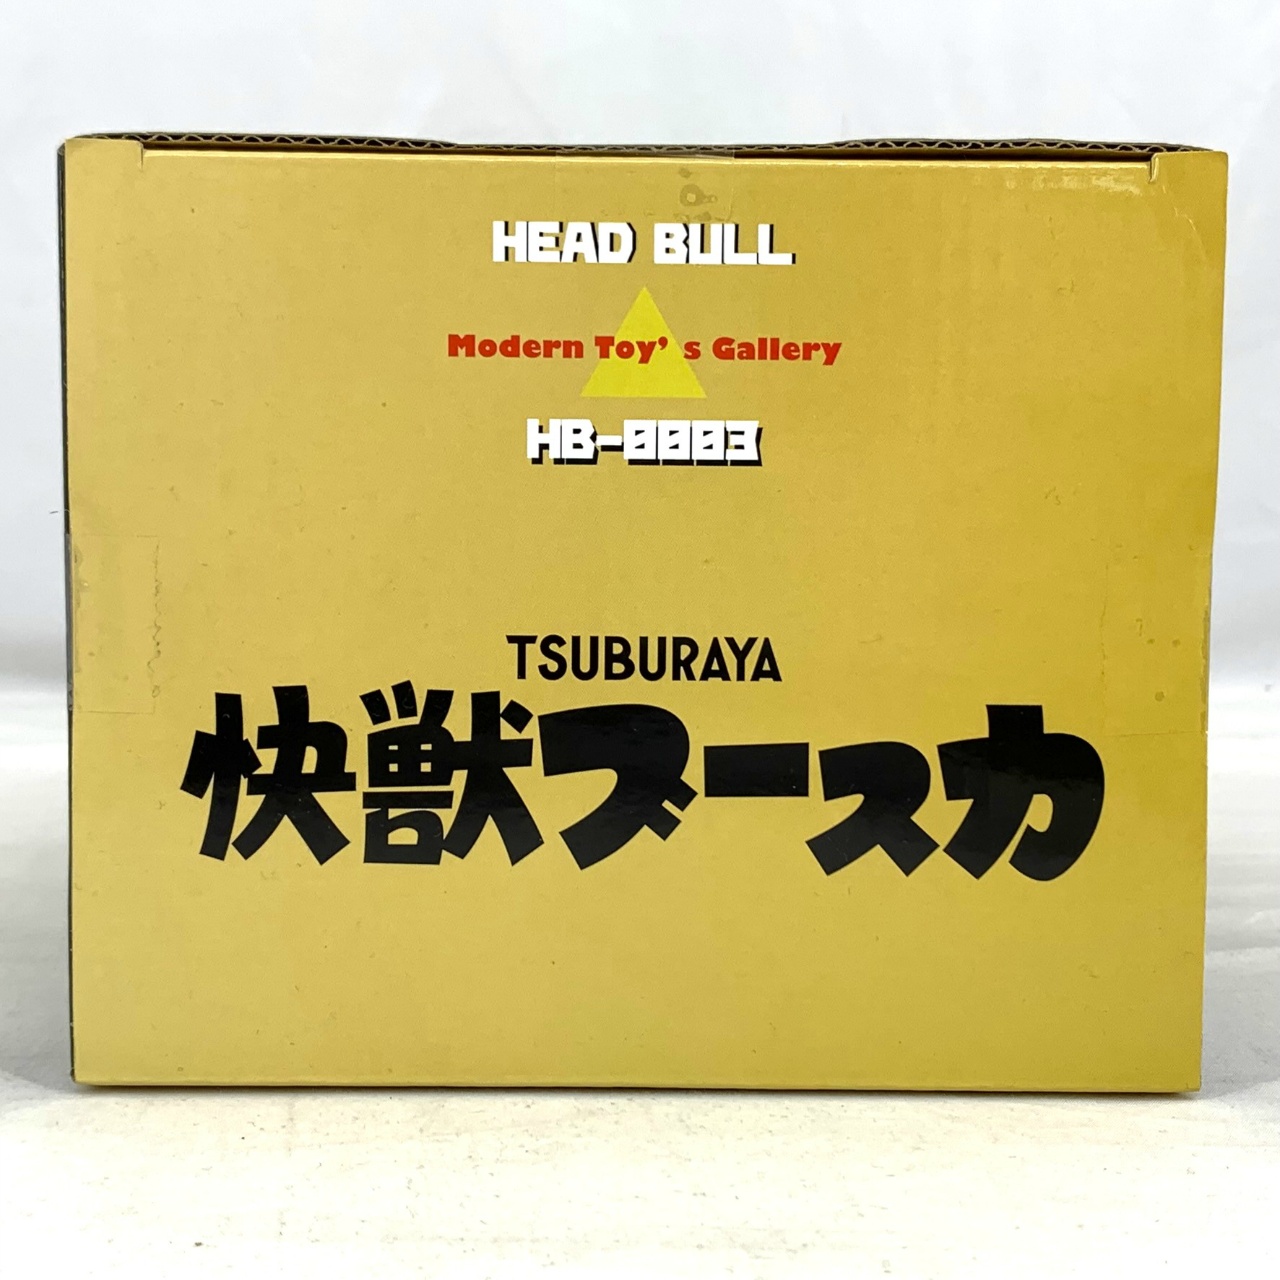 HEAD BULL
Modern Toy's Gallery
HB-0003
TSUBURAYA
快獣ブースカ